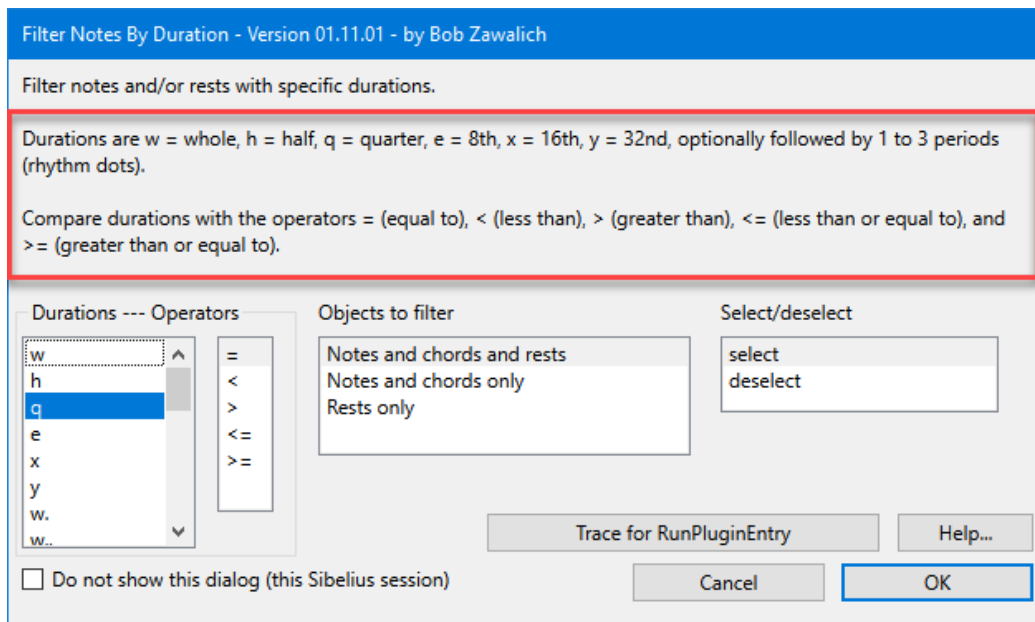 Filter Notes By Duration - Version 01.11.01 - by Bob Zawalich
Filter notes and/or rests with specific durations.
Durations are w = whole, h = half, q = quarter, e = 8th, x = 16th, y = 32nd, optionally followed by 1 to 3 periods
(rhythm dots).
Compare durations with the operators = (equal to), < (less than), > (greater than), <= (less than or equal to), and
>= (greater than or equal to).
Durations --- Operators
w
h
q
e
x
y
w.
w..
=
<
>
<=
>=
Objects to filter
Notes and chords and rests
Notes and chords only
Rests only
Select/deselect
select
deselect
Trace for RunPluginEntry
Help...
Do not show this dialog (this Sibelius session)
Cancel
OK